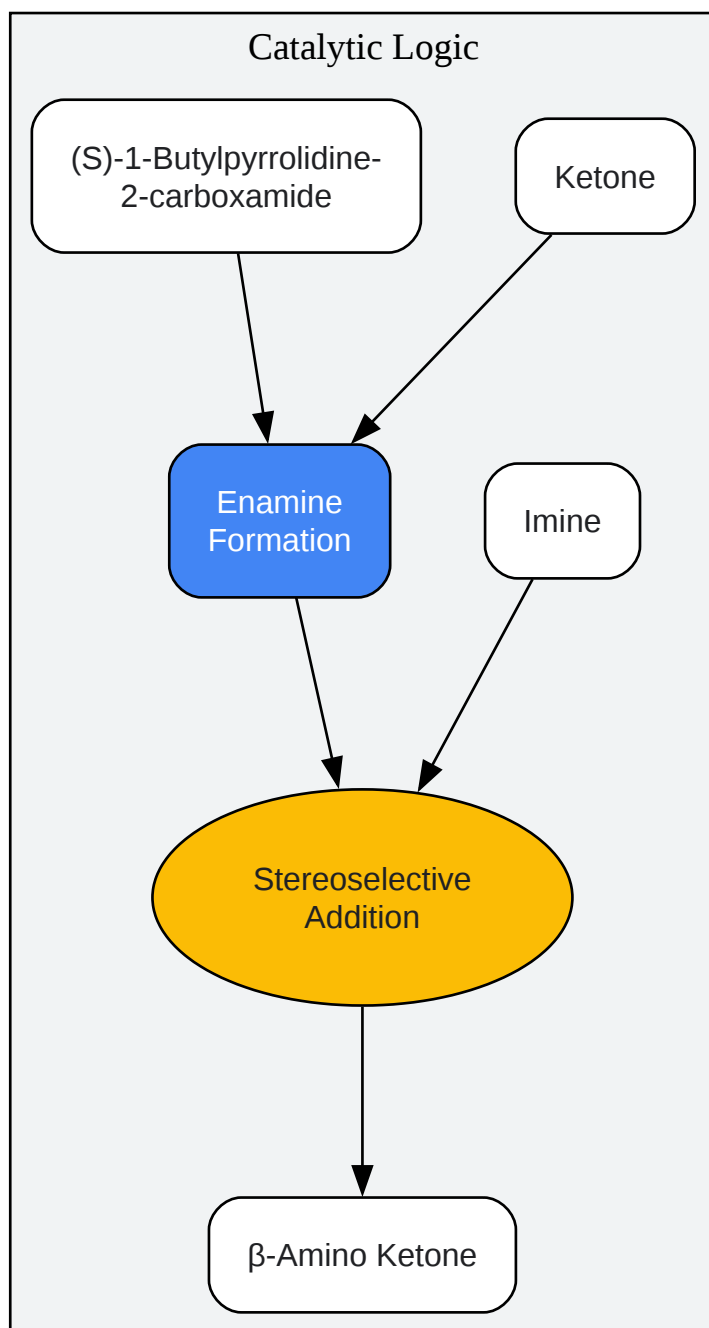 Catalytic Logic
(S)-1-Butylpyrrolidine-
2-carboxamide
Ketone
Enamine
Formation
Imine
Stereoselective
Addition
β-Amino Ketone